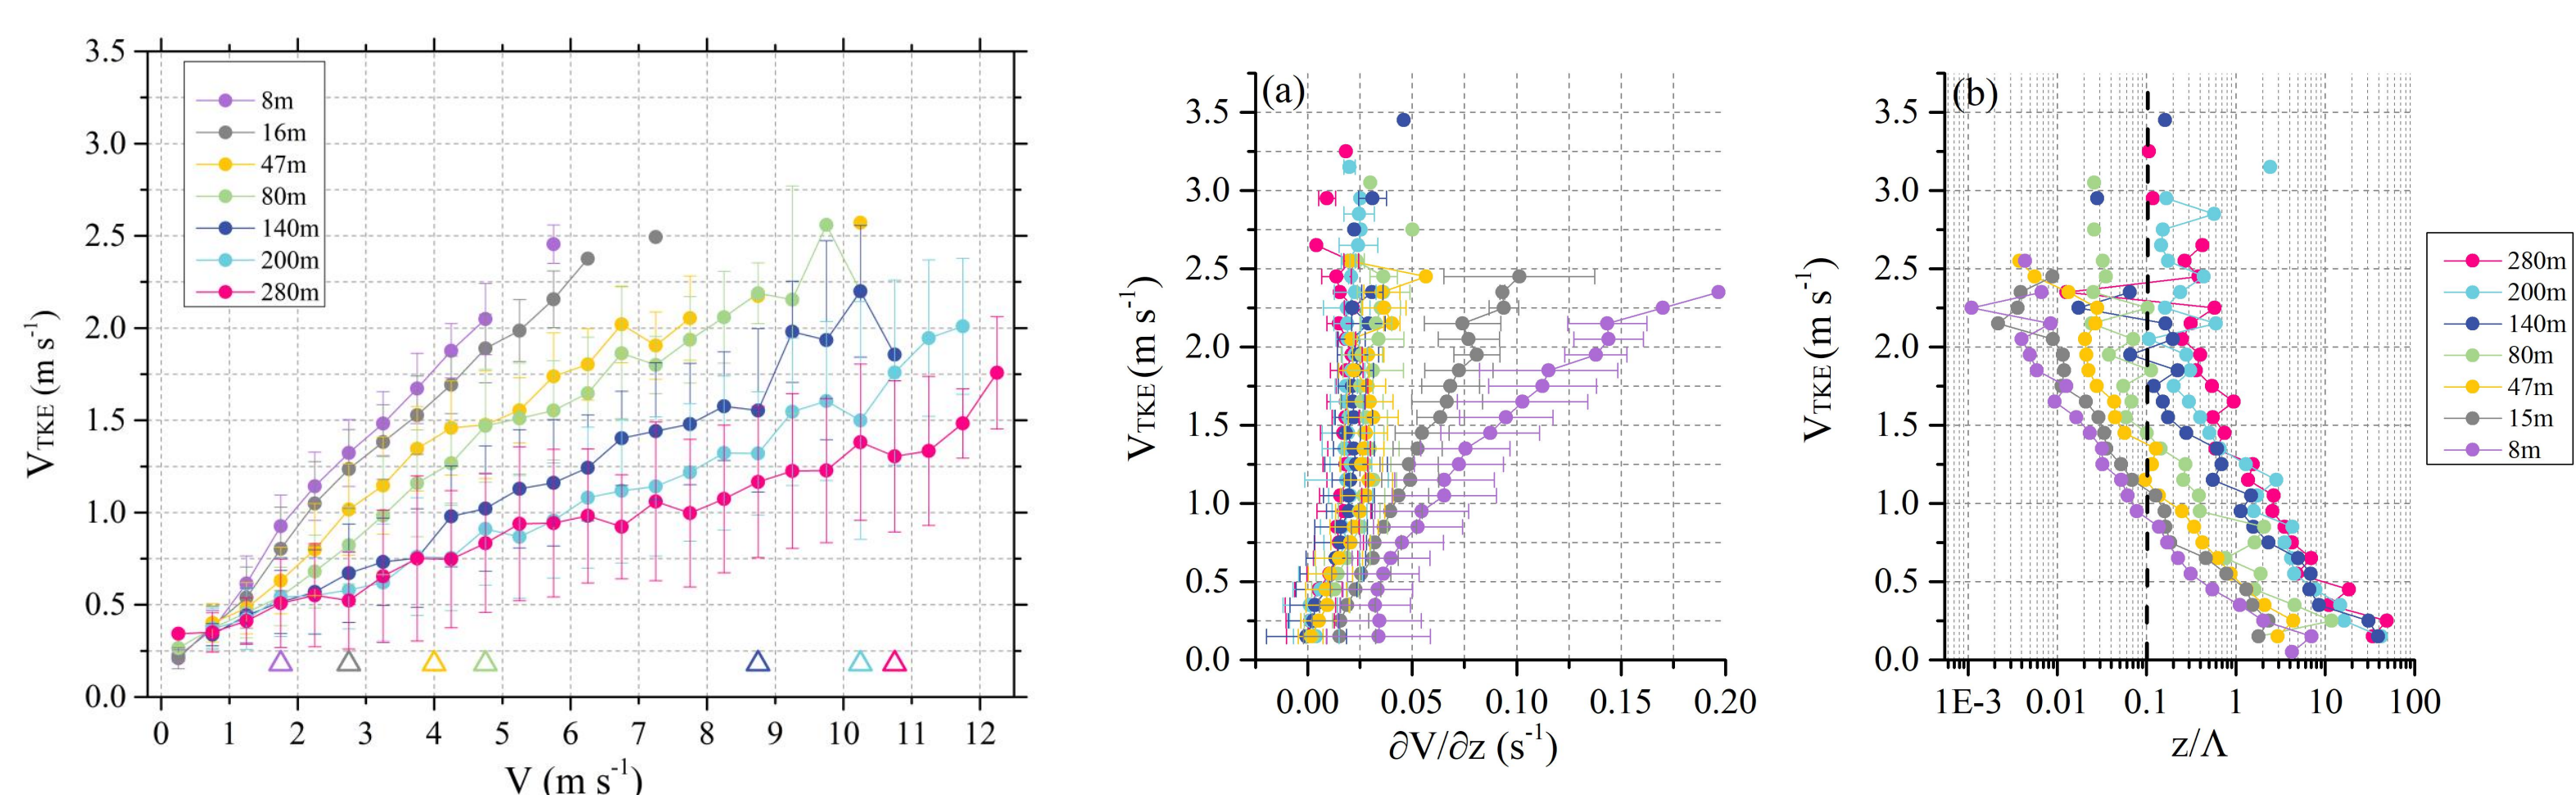 3.5
3.0
2.5
2.0
1.5
1.0
0.5
0.0
V_TKE (m s⁻¹)
8m
16m
47m
80m
140m
200m
280m
0 1 2 3 4 5 6 7 8 9 10 11 12
V (m s⁻¹)
(a)
3.5
3.0
2.5
2.0
1.5
1.0
0.5
0.0
V_TKE (m s⁻¹)
0.00 0.05 0.10 0.15 0.20
∂V/∂z (s⁻¹)
(b)
3.5
3.0
2.5
2.0
1.5
1.0
0.5
0.0
V_TKE (m s⁻¹)
1E-3 0.01 0.1 1 10 100
z/Λ
280m
200m
140m
80m
47m
15m
8m